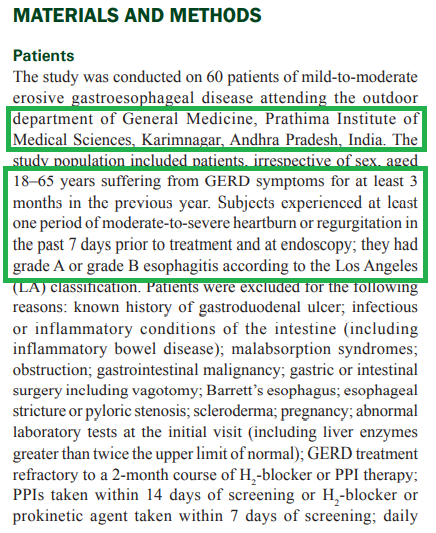 MATERIALS AND METHODS
Patients
The study was conducted on 60 patients of mild-to-moderate
erosive gastroesophageal disease attending the outdoor
department of General Medicine, Prathima Institute of
Medical Sciences, Karimnagar, Andhra Pradesh, India. The
study population included patients, irrespective of sex, aged
18–65 years suffering from GERD symptoms for at least 3
months in the previous year. Subjects experienced at least
one period of moderate-to-severe heartburn or regurgitation in
the past 7 days prior to treatment and at endoscopy; they had
grade A or grade B esophagitis according to the Los Angeles
(LA) classification. Patients were excluded for the following
reasons: known history of gastroduodenal ulcer; infectious
or inflammatory conditions of the intestine (including
inflammatory bowel disease); malabsorption syndromes;
obstruction; gastrointestinal malignancy; gastric or intestinal
surgery including vagotomy; Barrett's esophagus; esophageal
stricture or pyloric stenosis; scleroderma; pregnancy; abnormal
laboratory tests at the initial visit (including liver enzymes
greater than twice the upper limit of normal); GERD treatment
refractory to a 2-month course of H₂-blocker or PPI therapy;
PPIs taken within 14 days of screening or H₂-blocker or
prokinetic agent taken within 7 days of screening; daily